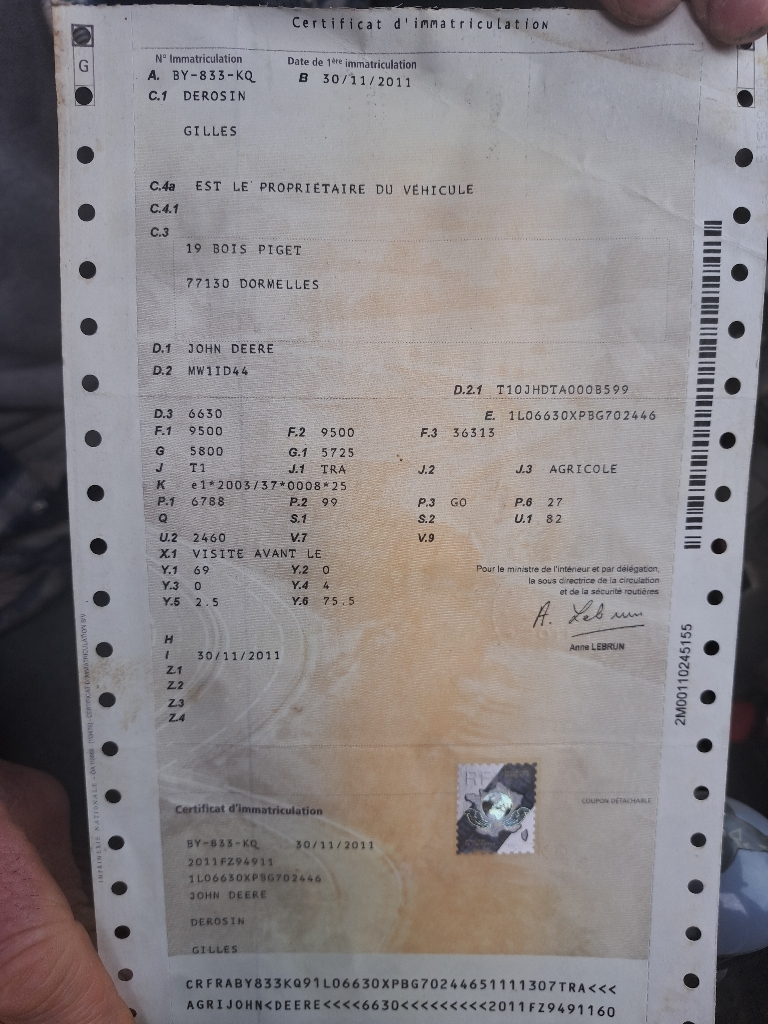 Certificat d'immatriculation
G
N° Immatriculation Date de 1ère immatriculation
A. BY-833-KQ B 30/11/2011
C.1 DEROSIN
GILLES
C.4a EST LE PROPRIÉTAIRE DU VÉHICULE
C.4.1
C.3
19 BOIS PIGET
77130 DORMELLES
D.1 JOHN DEERE
D.2 MW1ID44
D.2.1 T10JHDTA000B599
D.3 6630 E. 1L06630XPBG702446
F.1 9500 F.2 9500 F.3 36313
G 5800 G.1 5725
J T1 J.1 TRA J.2 J.3 AGRICOLE
K e1*2003/37*0008*25
P.1 6788 P.2 99 P.3 GO P.6 27
Q S.1 S.2 U.1 82
U.2 2460 V.7 V.9
X.1 VISITE AVANT LE
Y.1 69 Y.2 0
Y.3 0 Y.4 4
Y.5 2.5 Y.6 75.5
Pour le ministre de l'intérieur et par délégation,
la sous directrice de la circulation
et de la sécurité routières
A. Lebrun
Anne LEBRUN
H
I 30/11/2011
Z.1
Z.2
Z.3
Z.4
2M00110245155
COUPON DÉTACHABLE
RF
Certificat d'immatriculation
BY-833-KQ 30/11/2011
2011FZ94911
1L06630XPBG702446
JOHN DEERE
DEROSIN
GILLES
CRFRABY833KQ91L06630XPBG70244651111307TRA<<<
AGRIJOHN<DEERE<<<<6630<<<<<<<<<2011FZ9491160